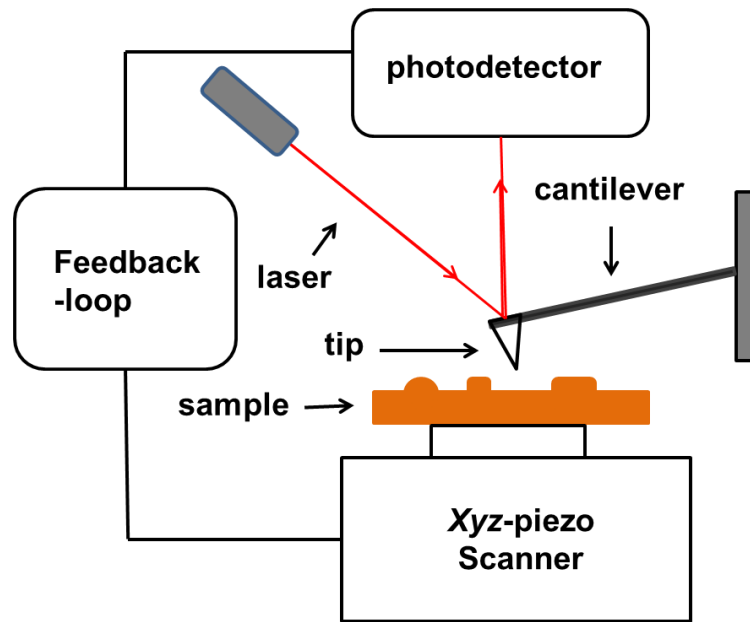 photodetector
cantilever
Feedback
-loop
laser
tip
sample
Xyz-piezo
Scanner